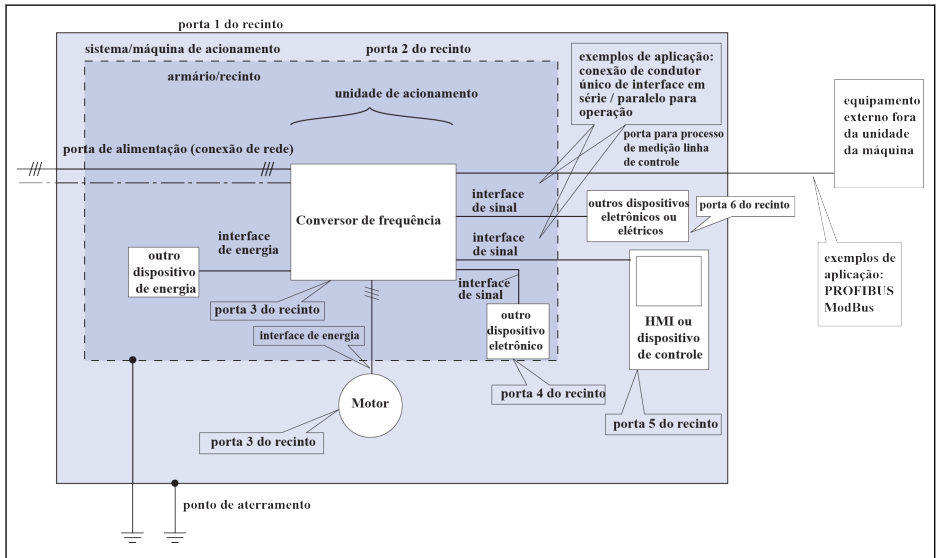 porta 1 do recinto
sistema/máquina de acionamento
porta 2 do recinto
armário/recinto
unidade de acionamento
exemplos de aplicação:
conexão de condutor
único de interface em
série / paralelo para
operação
equipamento
externo fora
da unidade
da máquina
porta de alimentação (conexão de rede)
porta para processo
de medição linha
de controle
Conversor de frequência
interface
de sinal
outros dispositivos
eletrônicos ou
elétricos
porta 6 do recinto
interface
de energia
interface
de sinal
outro
dispositivo
de energia
interface
de sinal
exemplos de
aplicação:
PROFIBUS
ModBus
porta 3 do recinto
outro
dispositivo
eletrônico
HMI ou
dispositivo
de controle
interface de energia
porta 4 do recinto
Motor
porta 5 do recinto
porta 3 do recinto
ponto de aterramento